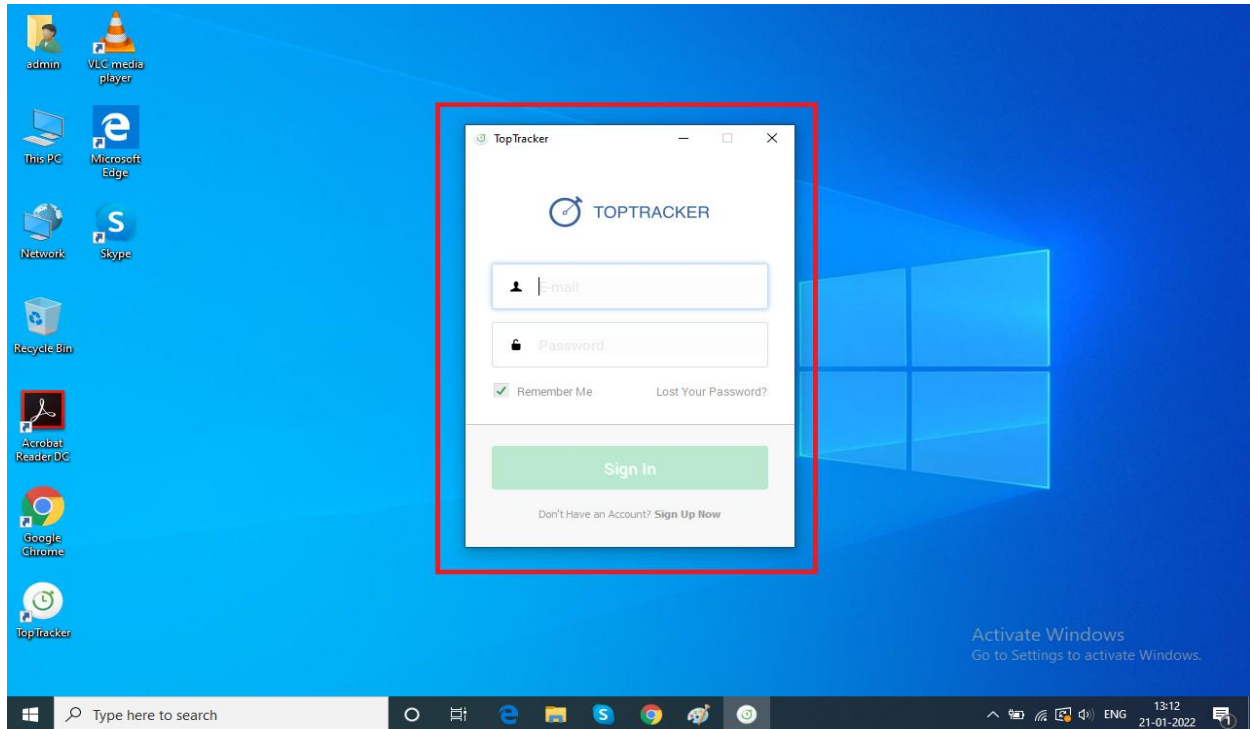 admin
VLC media
player
This PC
Microsoft
Edge
Network
Skype
Recycle Bin
Acrobat
Reader DC
Google
Chrome
TopTracker
TopTracker
TOPTRACKER
E-mail
Password
Remember Me
Lost Your Password?
Sign In
Don't Have an Account? Sign Up Now
Activate Windows
Go to Settings to activate Windows.
Type here to search
ENG
13:12
21-01-2022
1